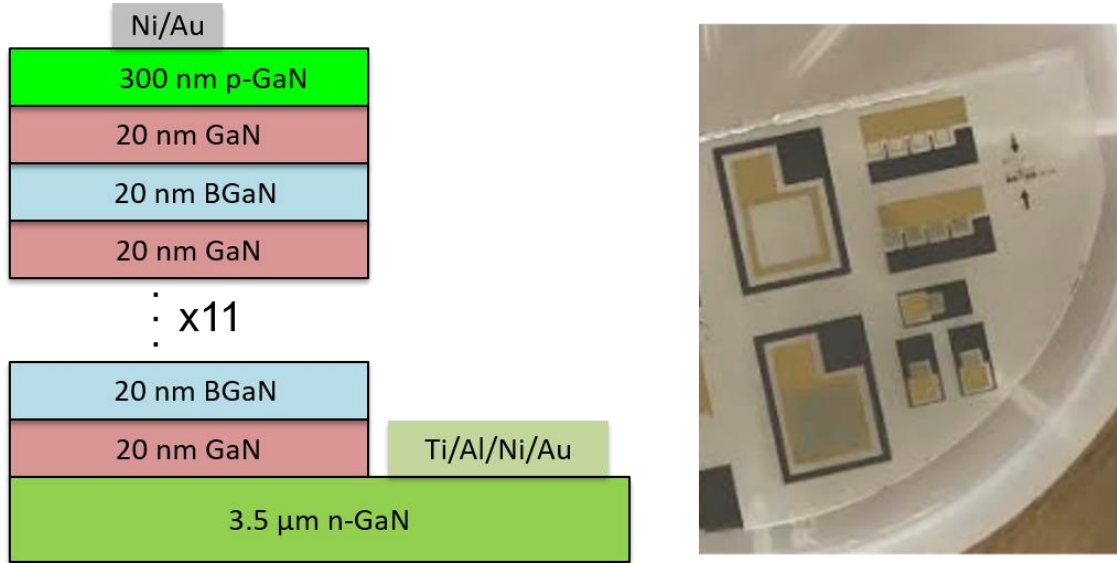 Ni/Au
300 nm p-GaN
20 nm GaN
20 nm BGaN
20 nm GaN
x11
20 nm BGaN
20 nm GaN
Ti/Al/Ni/Au
3.5 μm n-GaN